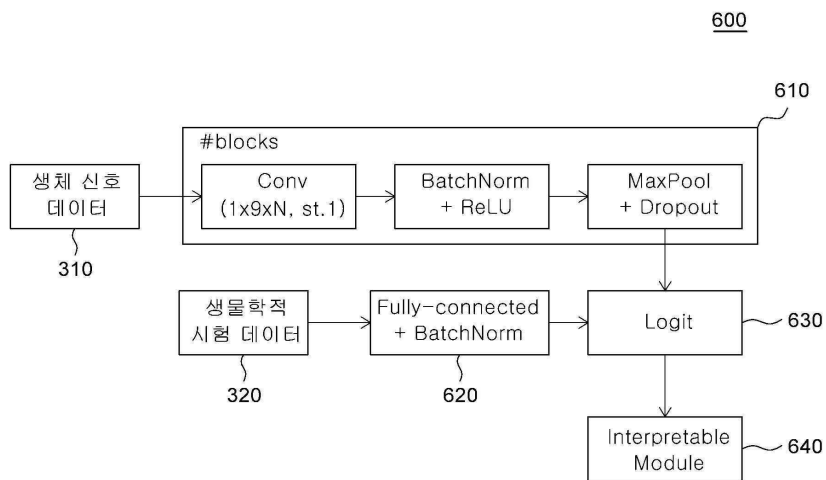 600
610
#blocks
생체 신호
데이터
310
Conv
(1x9xN, st.1)
BatchNorm
+ ReLU
MaxPool
+ Dropout
생물학적
시험 데이터
320
Fully-connected
+ BatchNorm
620
Logit
630
Interpretable
Module
640